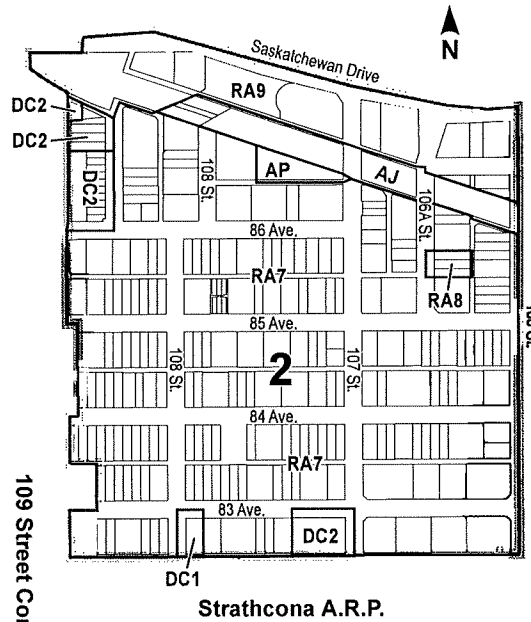 N
Saskatchewan Drive
RA9
DC2
DC2
DC2
108 St.
AP
AJ
106A St.
86 Ave.
RA7
RA8
85 Ave.
108 St.
2
107 St.
84 Ave.
RA7
83 Ave.
DC2
DC1
109 Street Cor
Strathcona A.R.P.